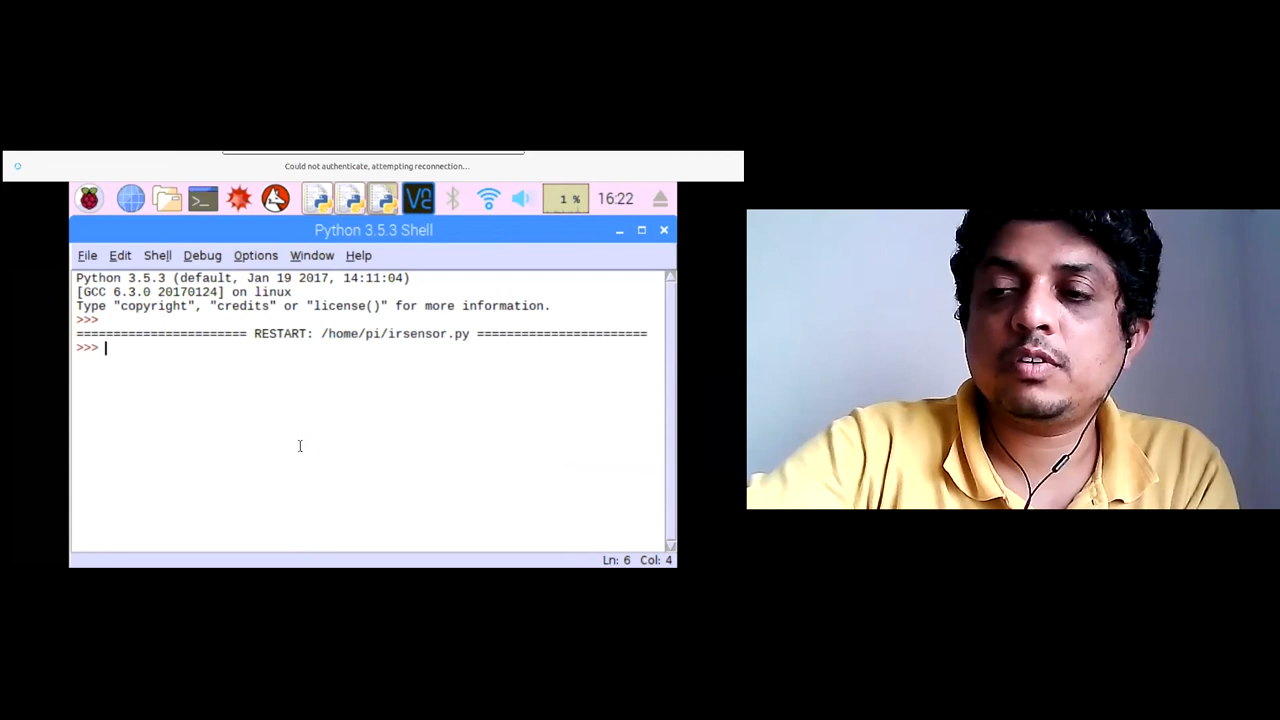 Could not authenticate, attempting reconnection...
1 %
16:22
Python 3.5.3 Shell
File Edit Shell Debug Options Window Help
Python 3.5.3 (default, Jan 19 2017, 14:11:04)
[GCC 6.3.0 20170124] on linux
Type "copyright", "credits" or "license()" for more information.
>>>
======================= RESTART: /home/pi/irsensor.py =======================
>>>
Ln: 6 Col: 4